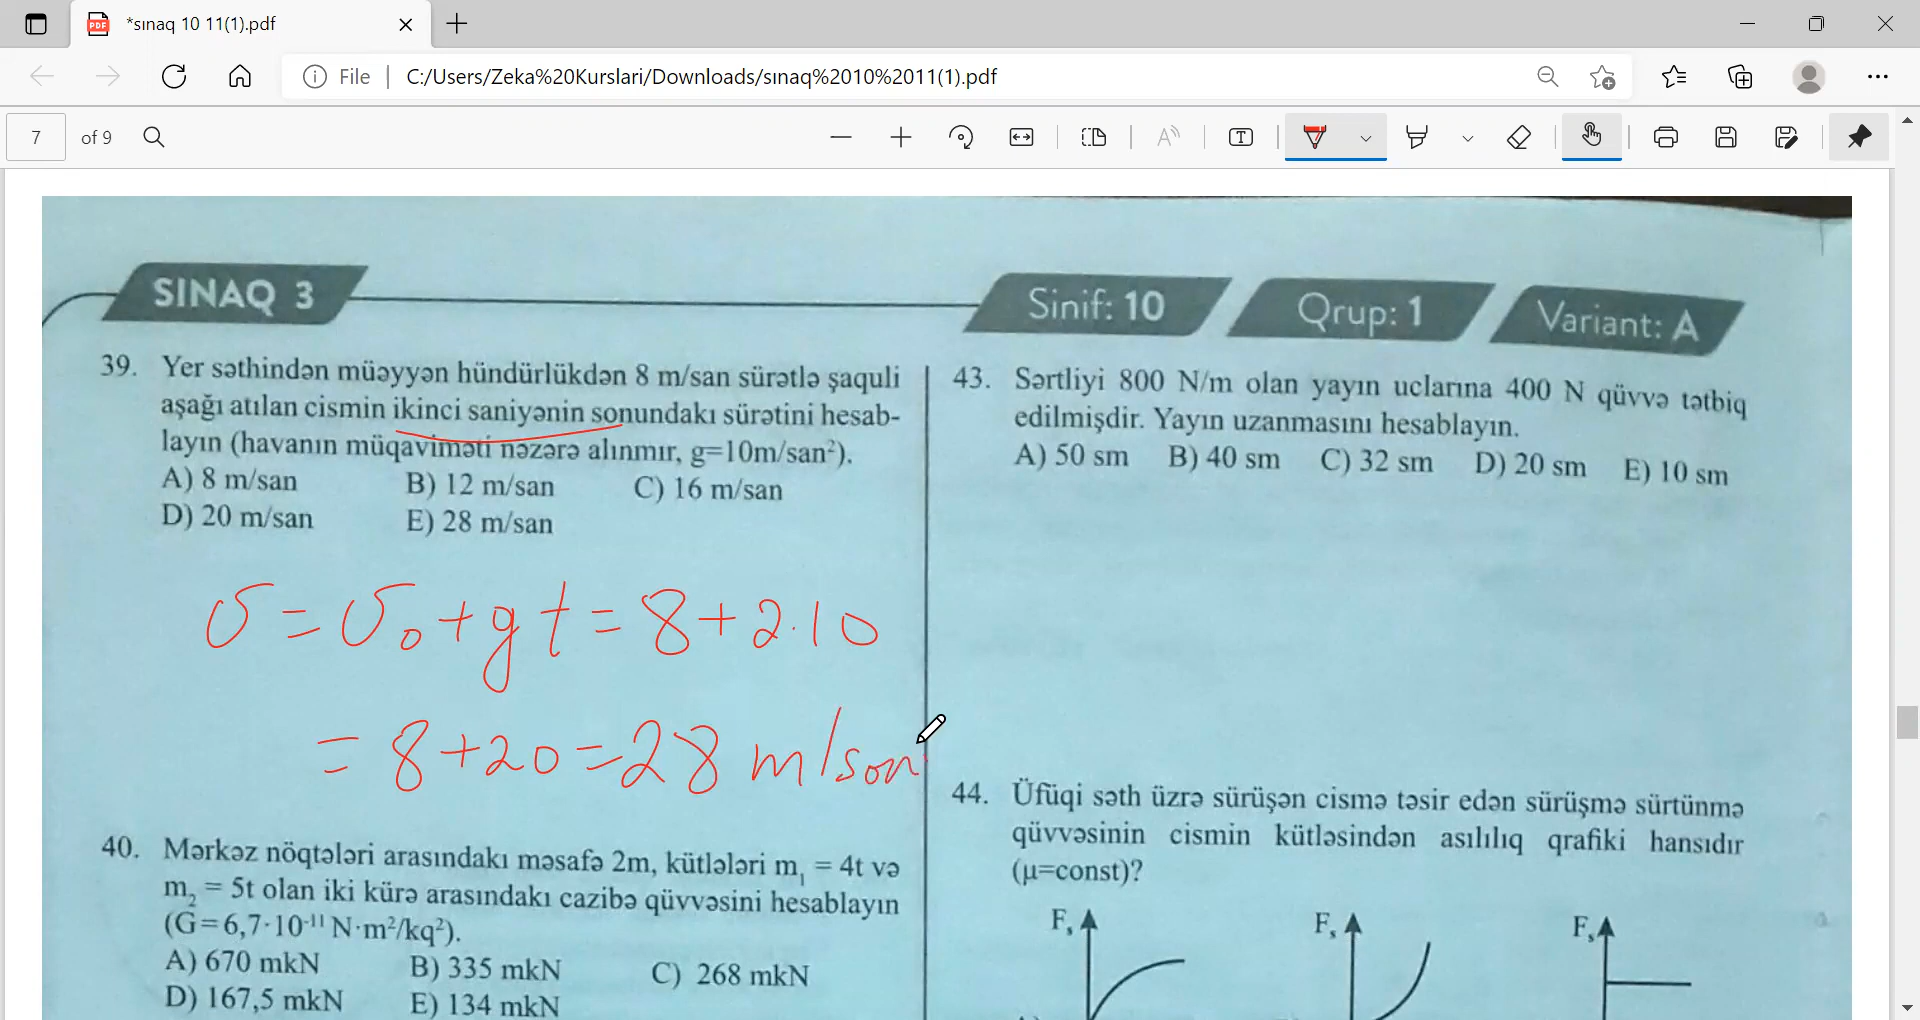 *sınaq 10 11(1).pdf
File
C:/Users/Zeka%20Kurslari/Downloads/sınaq%2010%2011(1).pdf
7 of 9
SINAQ 3
Sinif: 10
Qrup: 1
Variant: A
39. Yer səthindən müəyyən hündürlükdən 8 m/san sürətlə şaquli
aşağı atılan cismin ikinci saniyənin sonundakı sürətini hesab-
layın (havanın müqaviməti nəzərə alınmır, g=10m/san²).
A) 8 m/san B) 12 m/san C) 16 m/san
D) 20 m/san E) 28 m/san
σ = σ₀ + g t = 8 + 2.10
= 8 + 20 = 28 m/son
40. Mərkəz nöqtələri arasındakı məsafə 2m, kütlələri m₁ = 4t və
m₂ = 5t olan iki kürə arasındakı cazibə qüvvəsini hesablayın
(G=6,7·10⁻¹¹ N·m²/kq²).
A) 670 mkN B) 335 mkN C) 268 mkN
D) 167,5 mkN E) 134 mkN
43. Sərtliyi 800 N/m olan yayın uclarına 400 N qüvvə tətbiq
edilmişdir. Yayın uzanmasını hesablayın.
A) 50 sm B) 40 sm C) 32 sm D) 20 sm E) 10 sm
44. Üfüqi səth üzrə sürüşən cismə təsir edən sürüşmə sürtünmə
qüvvəsinin cismin kütləsindən asılılıq qrafiki hansıdır
(μ=const)?
Fₛ Fₛ Fₛ